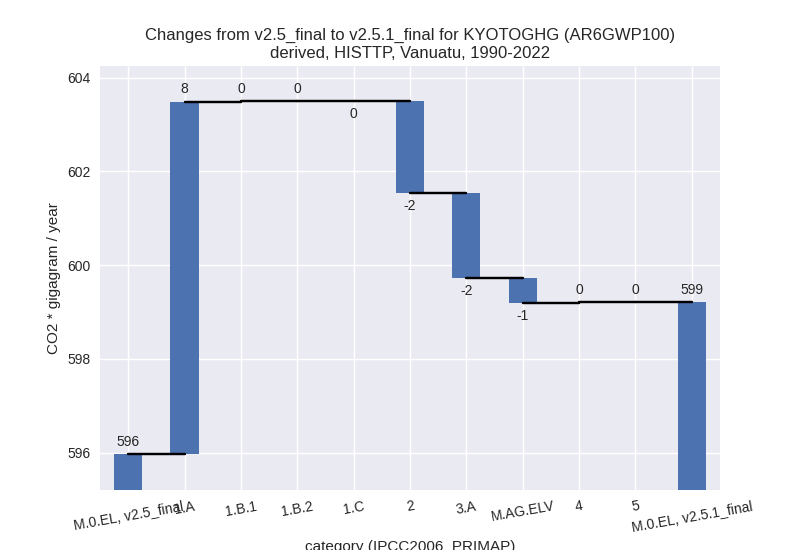 Changes from v2.5_final to v2.5.1_final for KYOTOGHG (AR6GWP100)
derived, HISTTP, Vanuatu, 1990-2022
604
602
600
598
596
CO2 * gigagram / year
596
8
0
0
0
-2
-2
-1
0
0
599
M.0.EL, v2.5_final
1.A
1.B.1
1.B.2
1.C
2
3.A
M.AG.ELV
4
5
M.0.EL, v2.5.1_final
category (IPCC2006_PRIMAP)